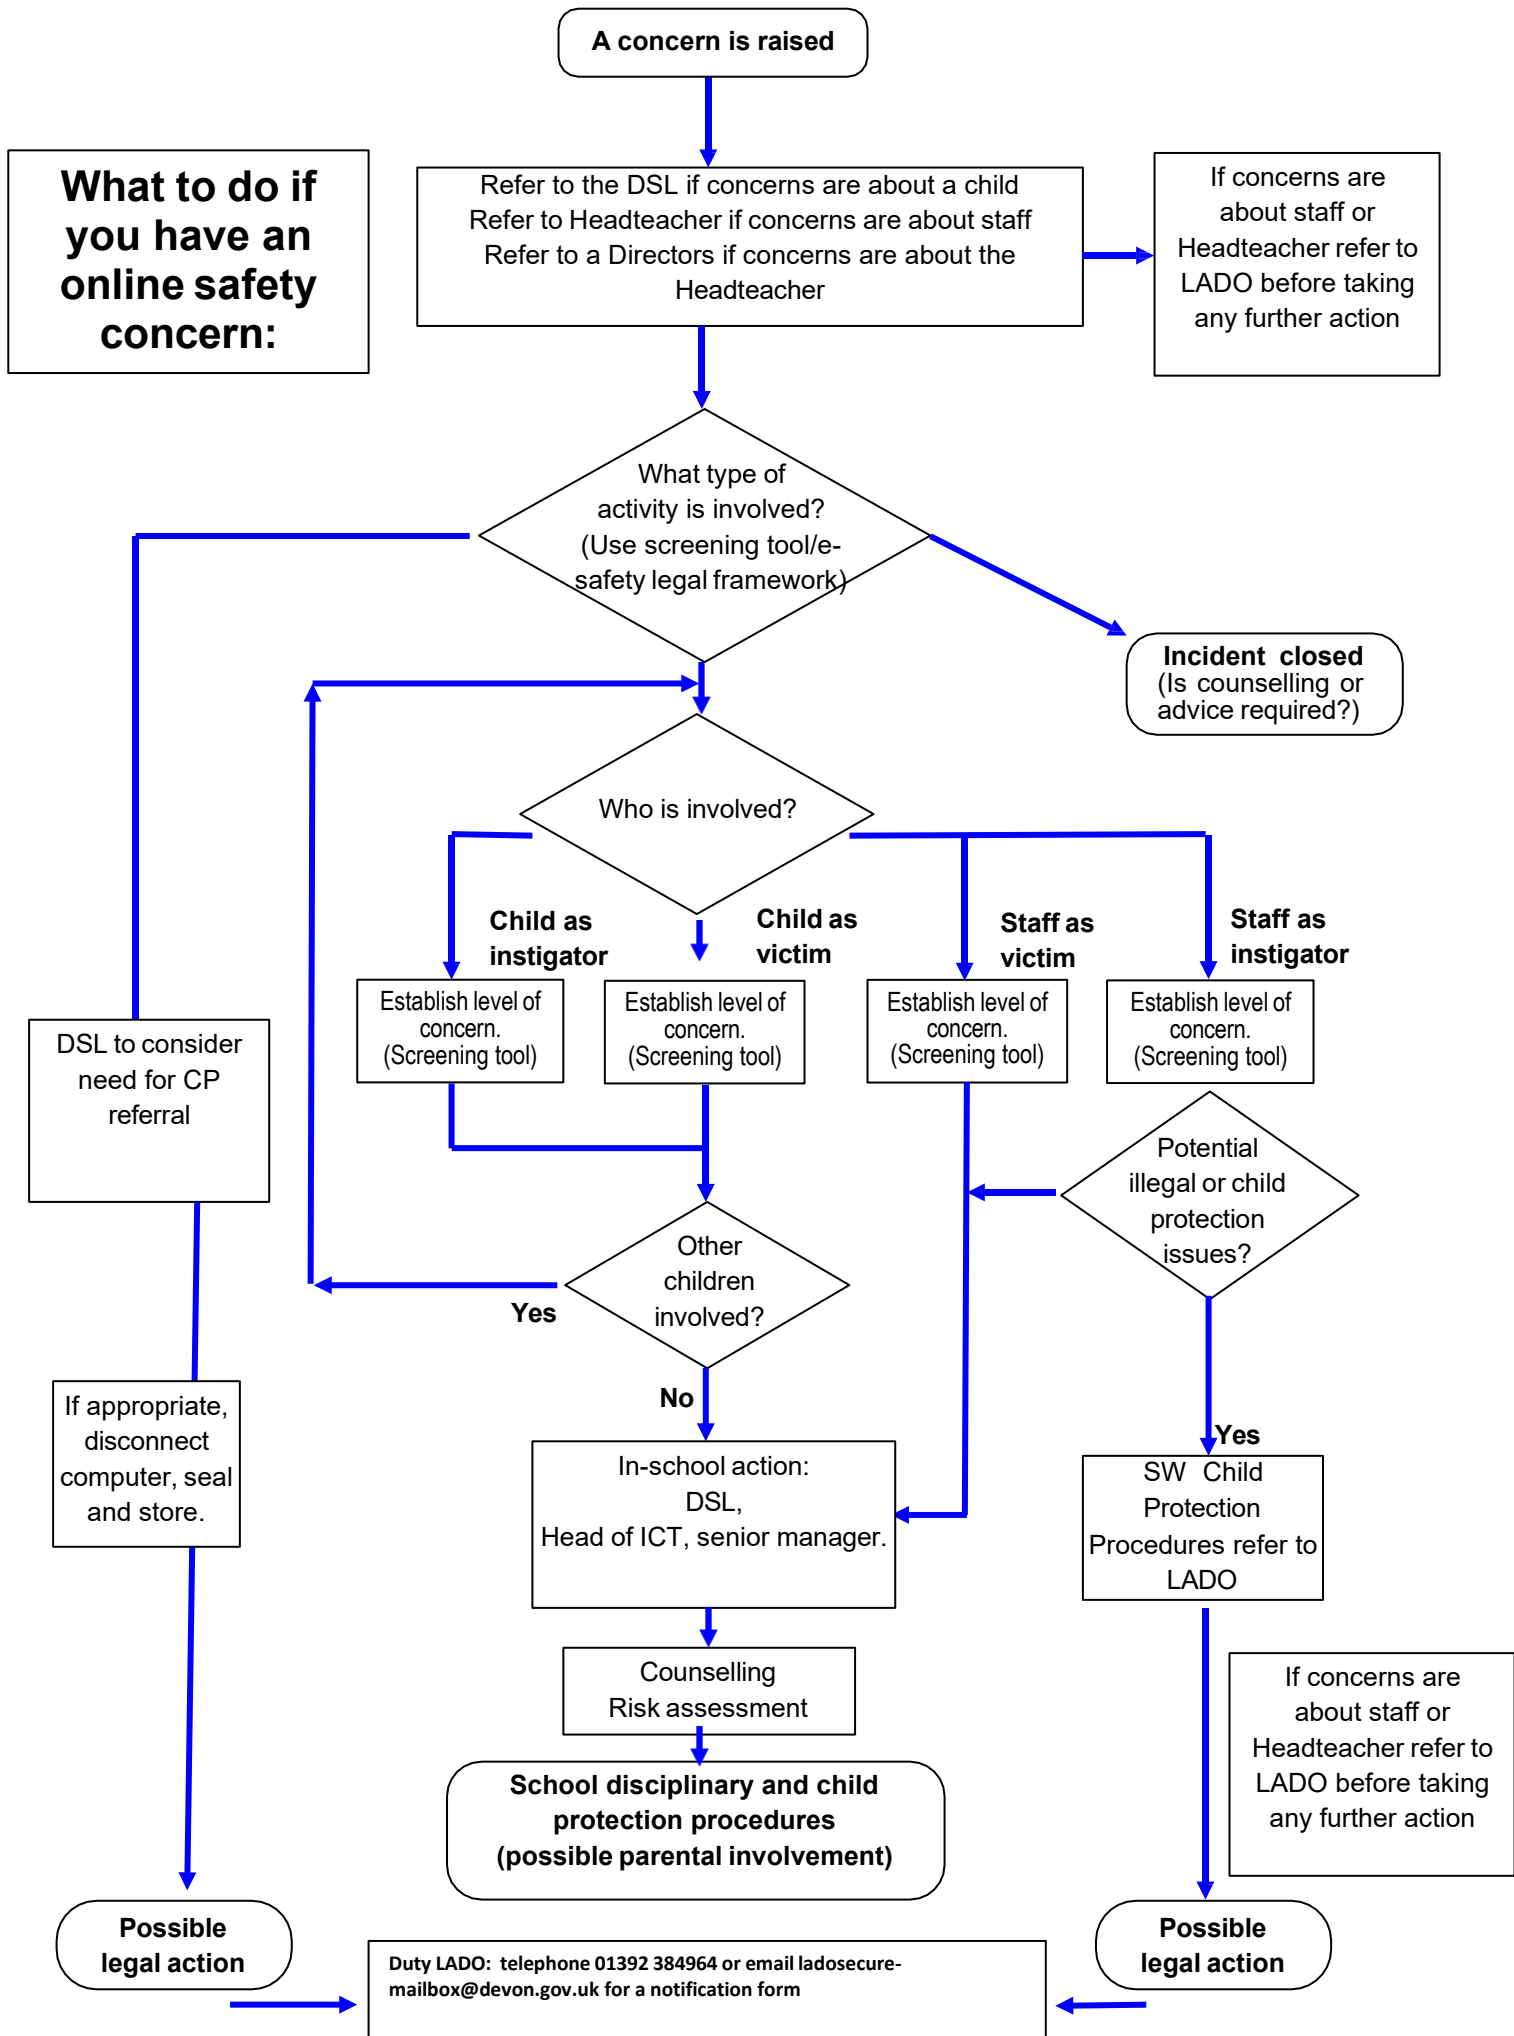 A concern is raised
What to do if
you have an
online safety
concern:
Refer to the DSL if concerns are about a child
Refer to Headteacher if concerns are about staff
Refer to a Directors if concerns are about the
Headteacher
If concerns are
about staff or
Headteacher refer to
LADO before taking
any further action
What type of
activity is involved?
(Use screening tool/e-
safety legal framework)
Incident closed
(Is counselling or
advice required?)
Who is involved?
Child as
instigator
Child as
victim
Staff as
victim
Staff as
instigator
Establish level of
concern.
(Screening tool)
Establish level of
concern.
(Screening tool)
Establish level of
concern.
(Screening tool)
Establish level of
concern.
(Screening tool)
DSL to consider
need for CP
referral
Potential
illegal or child
protection
issues?
Other
children
involved?
Yes
No
Yes
If appropriate,
disconnect
computer, seal
and store.
In-school action:
DSL,
Head of ICT, senior manager.
SW Child
Protection
Procedures refer to
LADO
Counselling
Risk assessment
If concerns are
about staff or
Headteacher refer to
LADO before taking
any further action
School disciplinary and child
protection procedures
(possible parental involvement)
Possible
legal action
Possible
legal action
Duty LADO: telephone 01392 384964 or email ladosecure-
mailbox@devon.gov.uk for a notification form